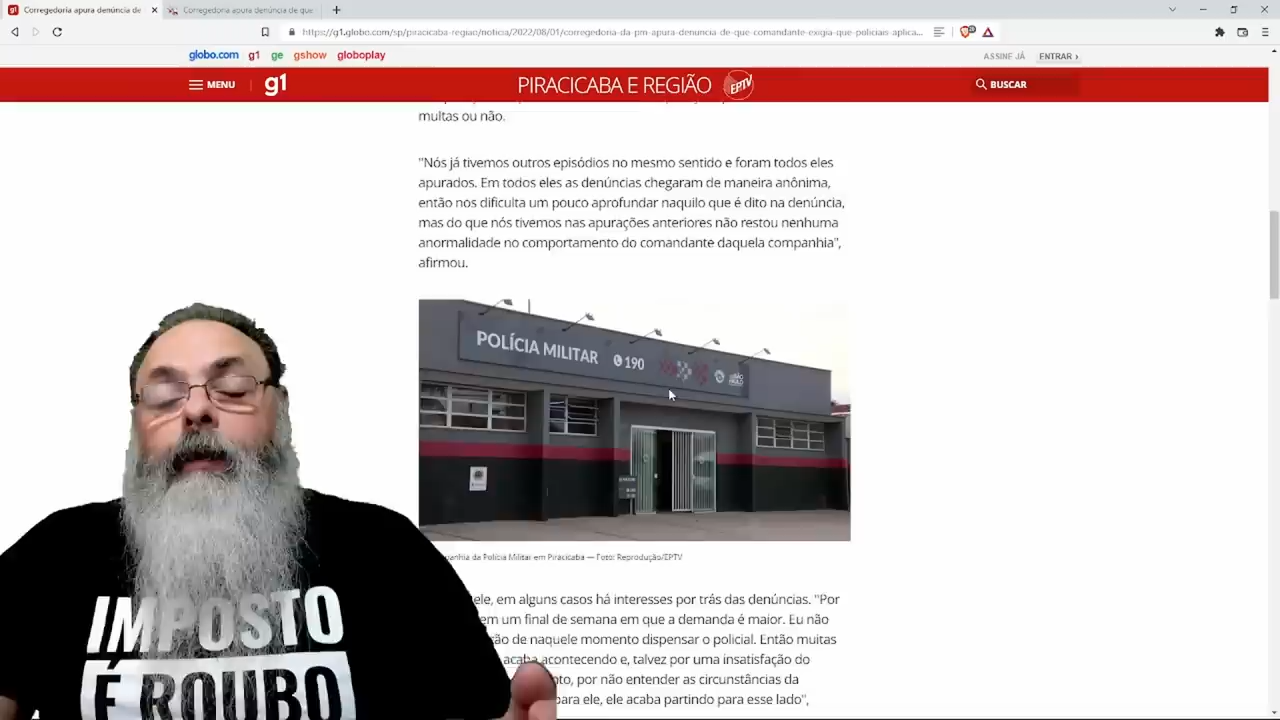 Corregedoria apura denúncia de
Corregedoria apura denúncia de que
https://g1.globo.com/sp/piracicaba-regiao/noticia/2022/08/01/corregedoria-da-pm-apura-denuncia-de-que-comandante-exigia-que-policiais-aplica...
globo.com g1 ge gshow globoplay
ASSINE JÁ ENTRAR ›
MENU g1 PIRACICABA E REGIÃO EPTV BUSCAR
multas ou não.
"Nós já tivemos outros episódios no mesmo sentido e foram todos eles
apurados. Em todos eles as denúncias chegaram de maneira anônima,
então nos dificulta um pouco aprofundar naquilo que é dito na denúncia,
mas do que nós tivemos nas apurações anteriores não restou nenhuma
anormalidade no comportamento do comandante daquela companhia",
afirmou.
POLÍCIA MILITAR 190
SÃO PAULO
anhia da Polícia Militar em Piracicaba — Foto: Reprodução/EPTV
ele, em alguns casos há interesses por trás das denúncias. "Por
em um final de semana em que a demanda é maior. Eu não
ão de naquele momento dispensar o policial. Então muitas
acaba acontecendo e, talvez por uma insatisfação do
nto, por não entender as circunstâncias da
para ele, ele acaba partindo para esse lado",
IMPOSTO
É ROUBO